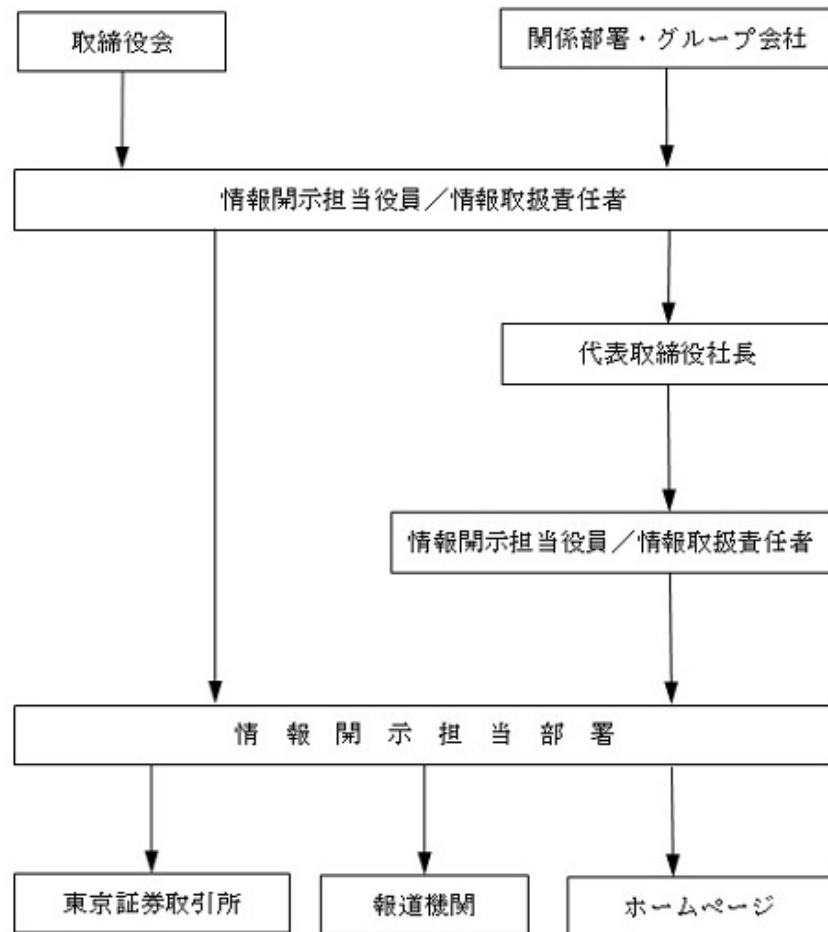 取締役会
関係部署・グループ会社
情報開示担当役員／情報取扱責任者
代表取締役社長
情報開示担当役員／情報取扱責任者
情報開示担当部署
東京証券取引所
報道機関
ホームページ